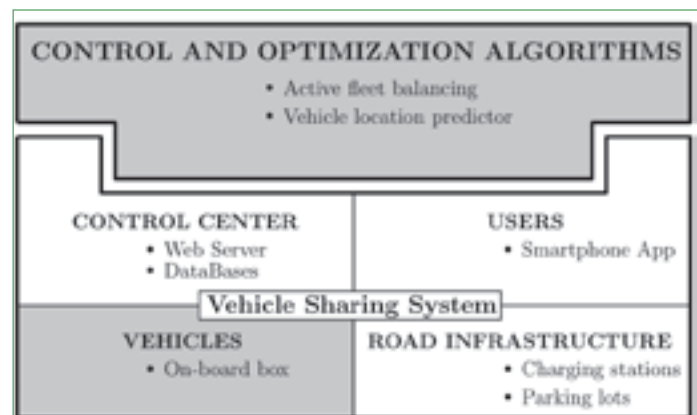 CONTROL AND OPTIMIZATION ALGORITHMS
• Active fleet balancing
• Vehicle location predictor
CONTROL CENTER
• Web Server
• DataBases
USERS
• Smartphone App
Vehicle Sharing System
VEHICLES
• On-board box
ROAD INFRASTRUCTURE
• Charging stations
• Parking lots